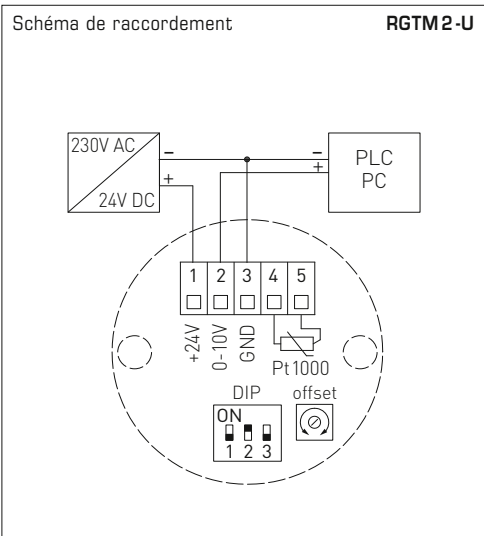 Schéma de raccordement RGTM 2-U
230V AC
24V DC
–
+
–
+
PLC
PC
1 2 3 4 5
+24V
0-10V
GND
Pt1000
DIP
offset
ON
1 2 3